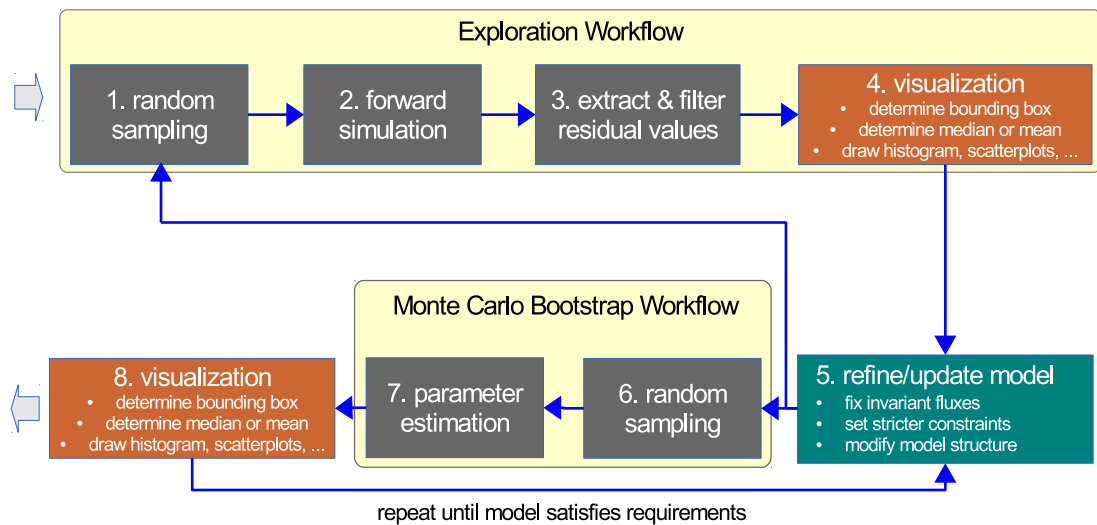 Exploration Workflow
1. random
sampling
2. forward
simulation
3. extract & filter
residual values
4. visualization
• determine bounding box
• determine median or mean
• draw histogram, scatterplots, ...
Monte Carlo Bootstrap Workflow
8. visualization
• determine bounding box
• determine median or mean
• draw histogram, scatterplots, ...
7. parameter
estimation
6. random
sampling
5. refine/update model
• fix invariant fluxes
• set stricter constraints
• modify model structure
repeat until model satisfies requirements